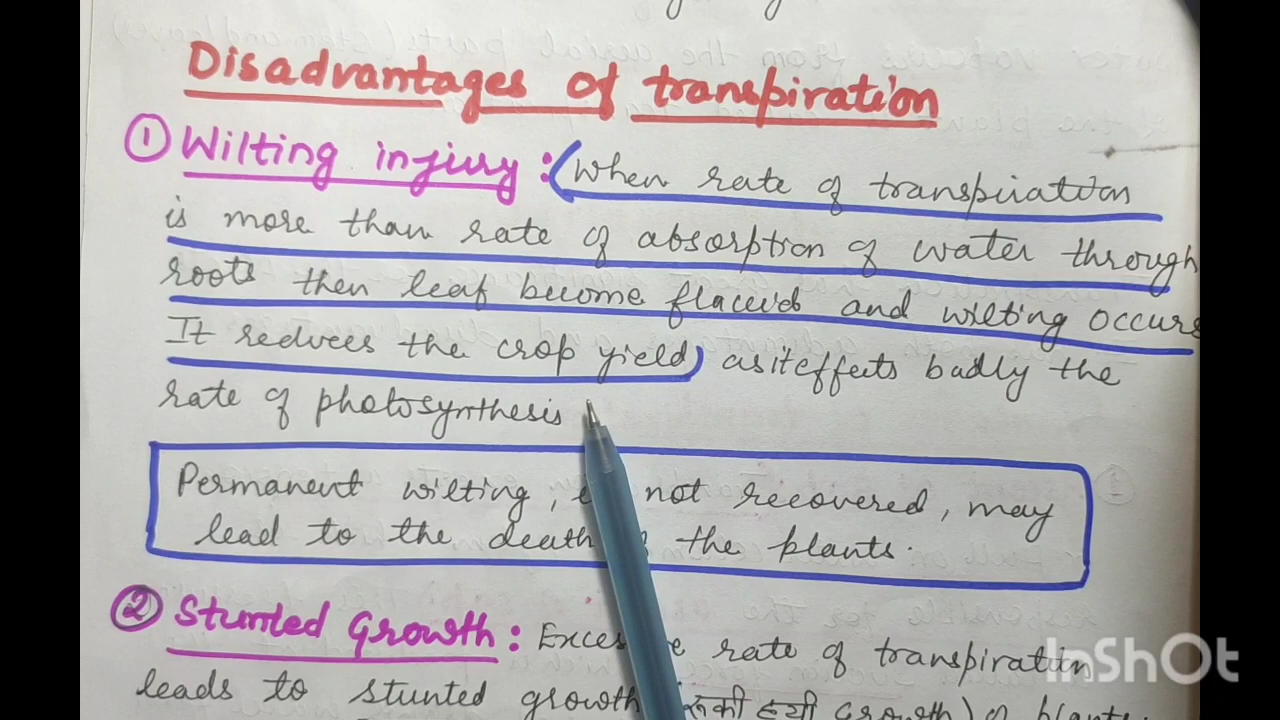 Disadvantages of transpiration
① Wilting injury : (When rate of transpiration
is more than rate of absorption of water through
roots then leaf become flaccid and wilting occurs
It reduces the crop yield) as it effects badly the
rate of photosynthesis
Permanent wilting, not recovered, may
lead to the death the plants.
② Stunted Growth : rate of transpiration
leads to stunted growth growth) of plants.
InShOt